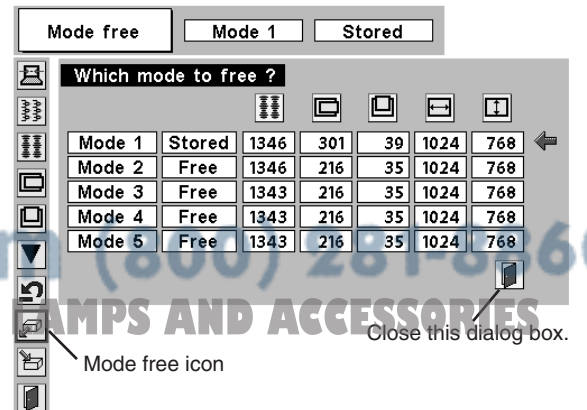 Mode free Mode 1 Stored
Which mode to free ?
Mode 1 Stored 1346 301 39 1024 768
Mode 2 Free 1346 216 35 1024 768
Mode 3 Free 1343 216 35 1024 768
Mode 4 Free 1343 216 35 1024 768
Mode 5 Free 1343 216 35 1024 768
m (800) 281-886
AMPS AND ACCESSORIES
Close this dialog box.
Mode free icon